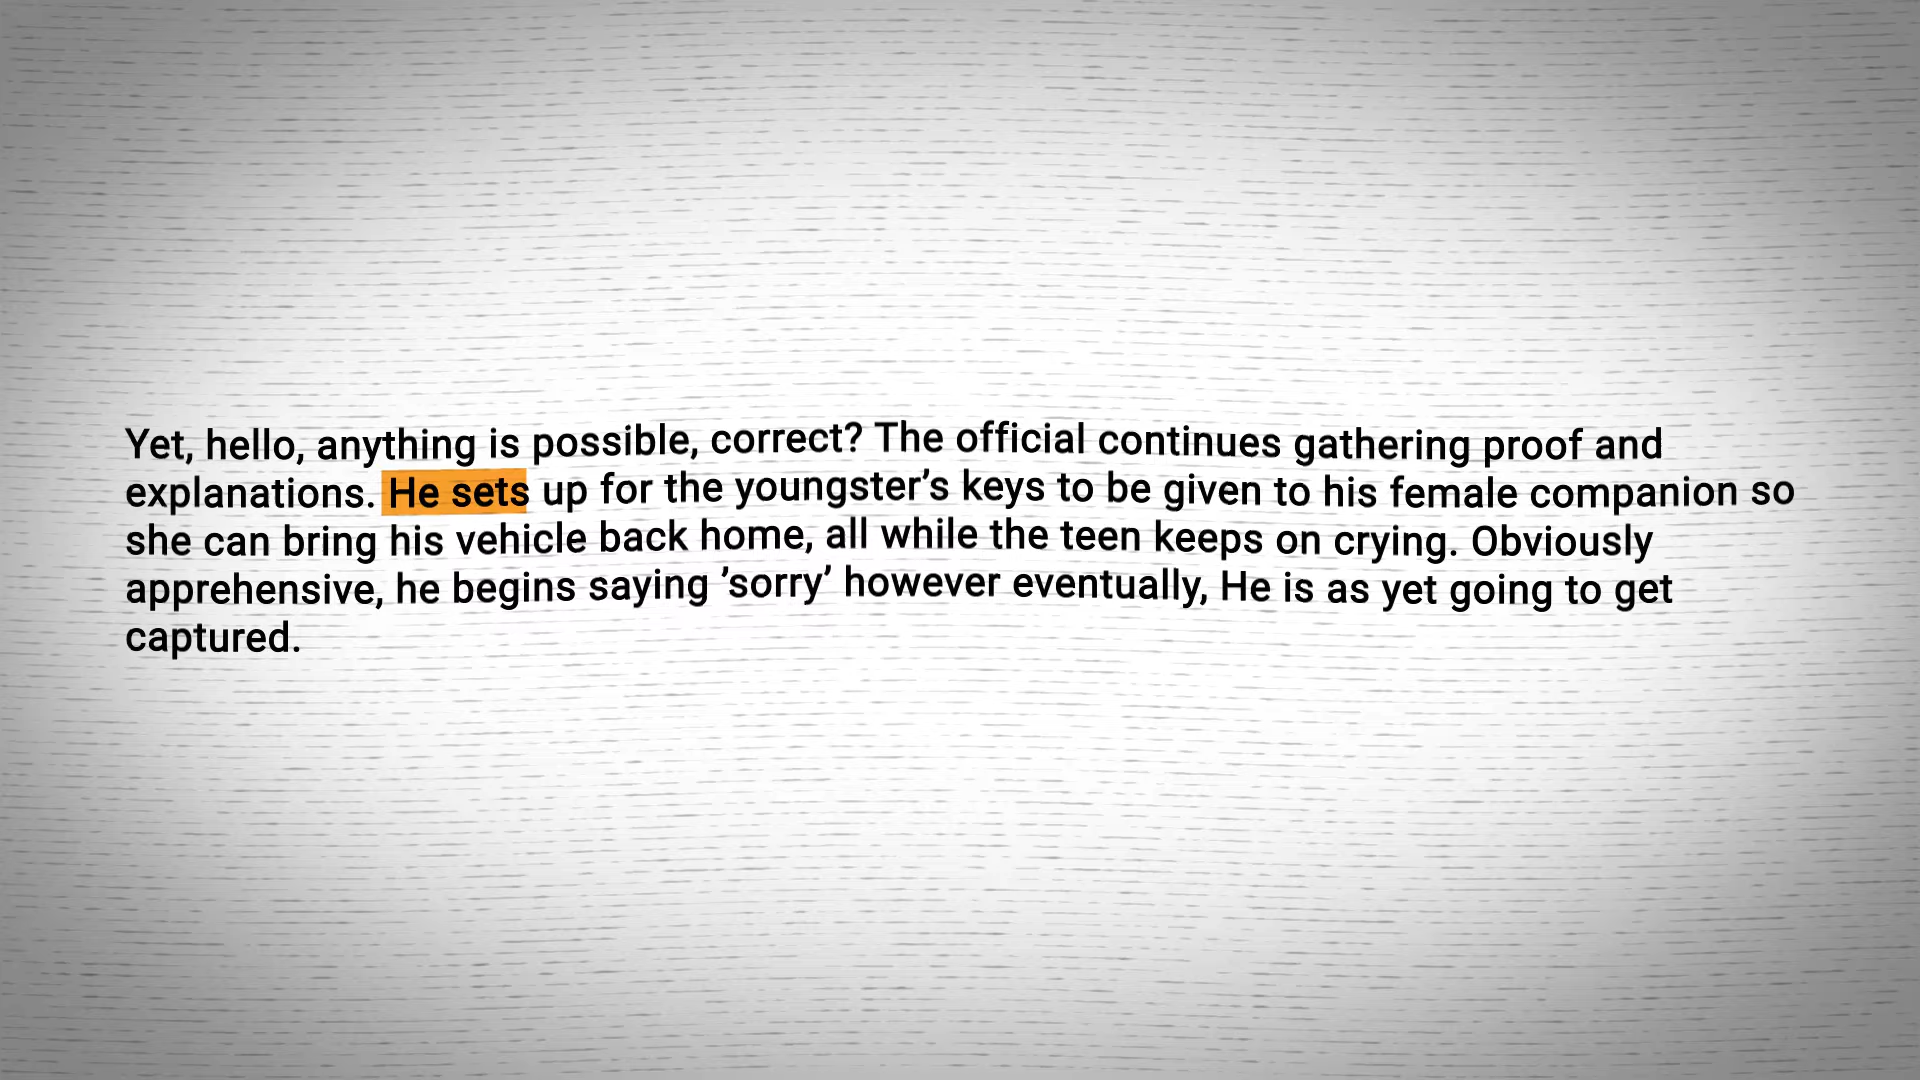 Yet, hello, anything is possible, correct? The official continues gathering proof and
explanations. He sets up for the youngster’s keys to be given to his female companion so
she can bring his vehicle back home, all while the teen keeps on crying. Obviously
apprehensive, he begins saying ’sorry’ however eventually, He is as yet going to get
captured.